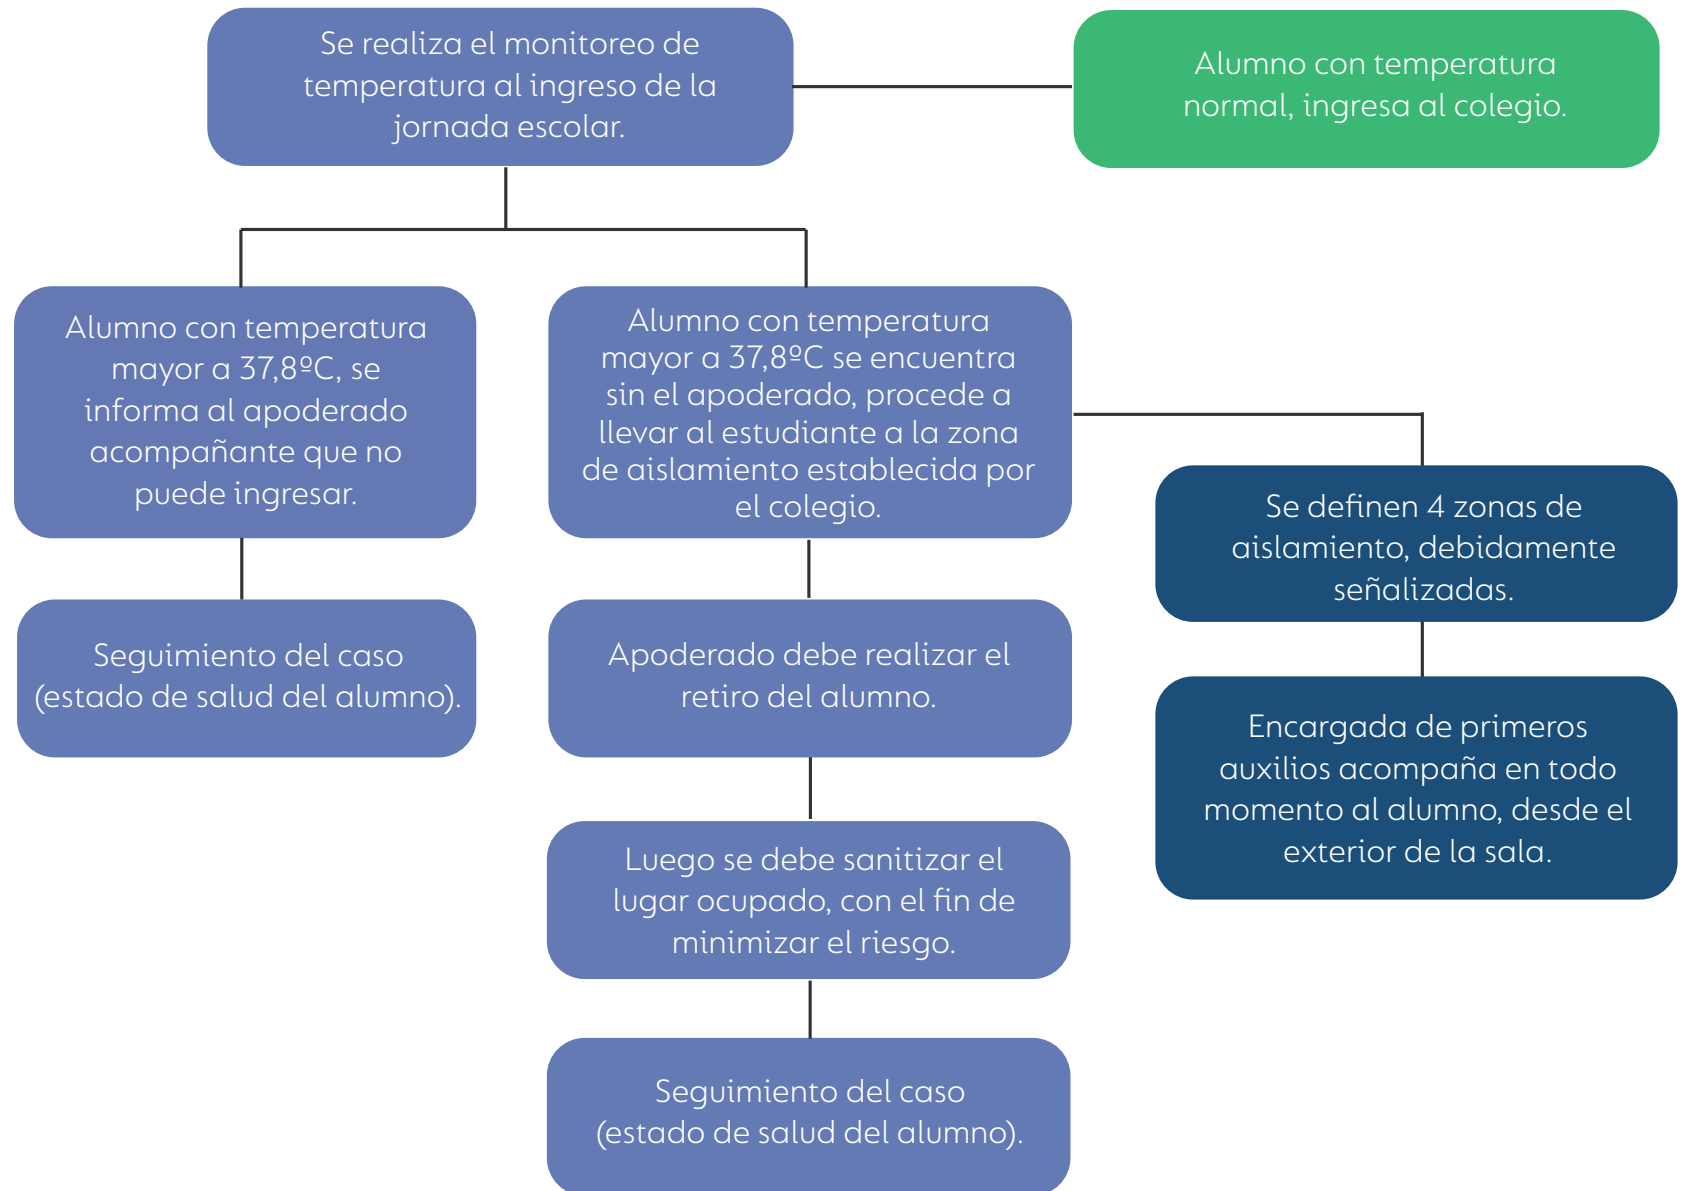 Se realiza el monitoreo de
temperatura al ingreso de la
jornada escolar.
Alumno con temperatura
normal, ingresa al colegio.
Alumno con temperatura
mayor a 37,8ºC, se
informa al apoderado
acompañante que no
puede ingresar.
Alumno con temperatura
mayor a 37,8ºC se encuentra
sin el apoderado, procede a
llevar al estudiante a la zona
de aislamiento establecida por
el colegio.
Se definen 4 zonas de
aislamiento, debidamente
señalizadas.
Seguimiento del caso
(estado de salud del alumno).
Apoderado debe realizar el
retiro del alumno.
Encargada de primeros
auxilios acompaña en todo
momento al alumno, desde el
exterior de la sala.
Luego se debe sanitizar el
lugar ocupado, con el fin de
minimizar el riesgo.
Seguimiento del caso
(estado de salud del alumno).